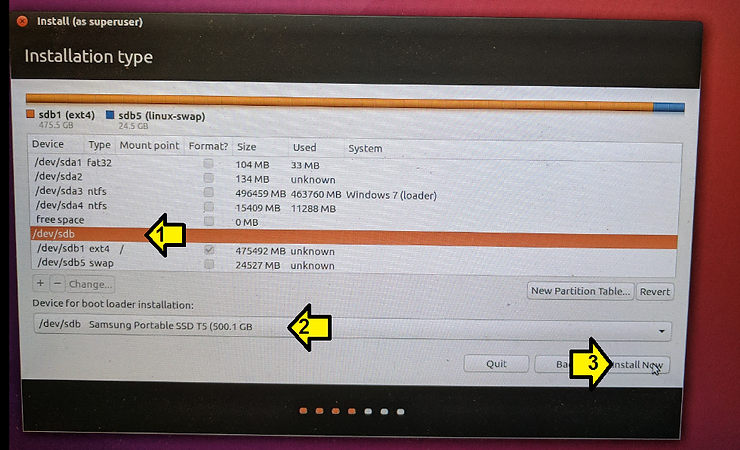 Install (as superuser)
Installation type
sdb1 (ext4) sdb5 (linux-swap)
475.5 GB 24.5 GB
Device Type Mount point Format? Size Used System
/dev/sda1 fat32 104 MB 33 MB
/dev/sda2 134 MB unknown
/dev/sda3 ntfs 496459 MB 463760 MB Windows 7 (loader)
/dev/sda4 ntfs 15409 MB 11288 MB
free space 0 MB
/dev/sdb 1
/dev/sdb1 ext4 / 475492 MB unknown
/dev/sdb5 swap 24527 MB unknown
+ − Change... New Partition Table... Revert
Device for boot loader installation:
/dev/sdb Samsung Portable SSD T5 (500.1 GB 2
Quit Ba 3 Install Now